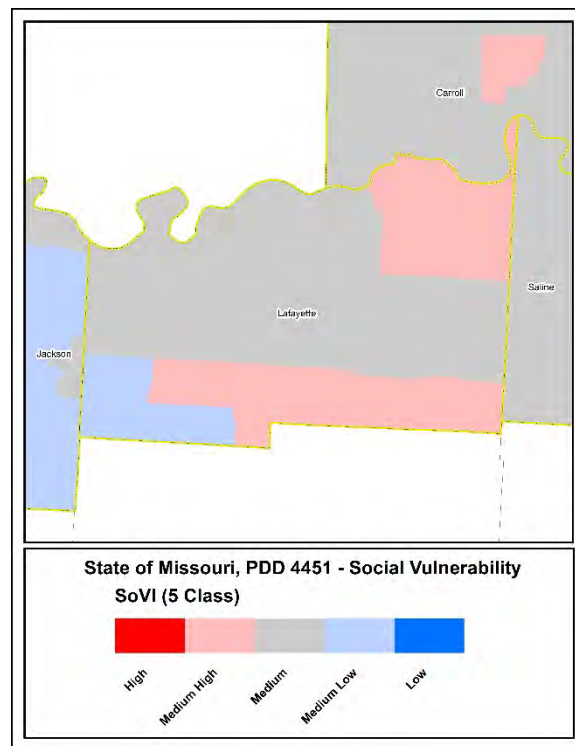 Carroll
Saline
Lafayette
Jackson
State of Missouri, PDD 4451 - Social Vulnerability
SoVI (5 Class)
High
Medium High
Medium
Medium Low
Low